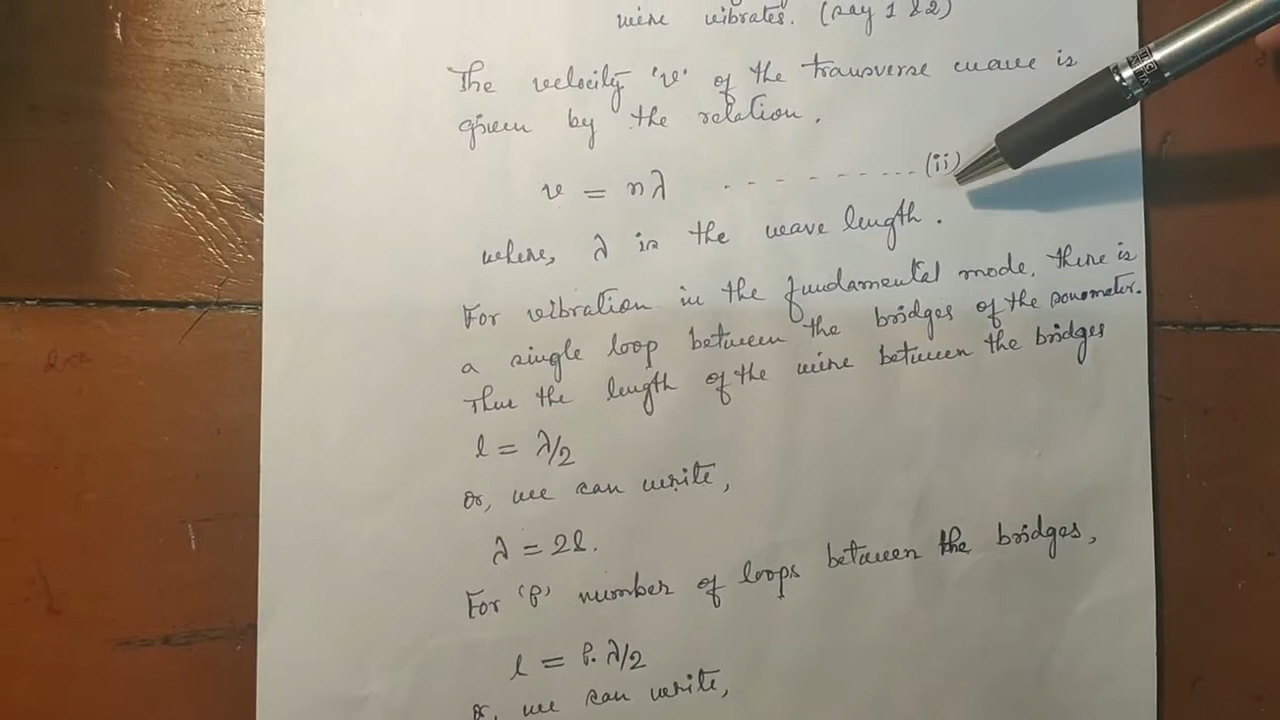 wire vibrates. (say 1 & 2)
The velocity 'v' of the transverse wave is
given by the relation.
v = nλ - - - - - - - - - - (ii)
where, λ is the wave length.
For vibration in the fundamental mode, there is
a single loop between the bridges of the sonometer.
Thus the length of the wire between the bridges
l = λ/2
or, we can write,
λ = 2l.
For 'P' number of loops between the bridges,
l = P. λ/2
or, we can write,